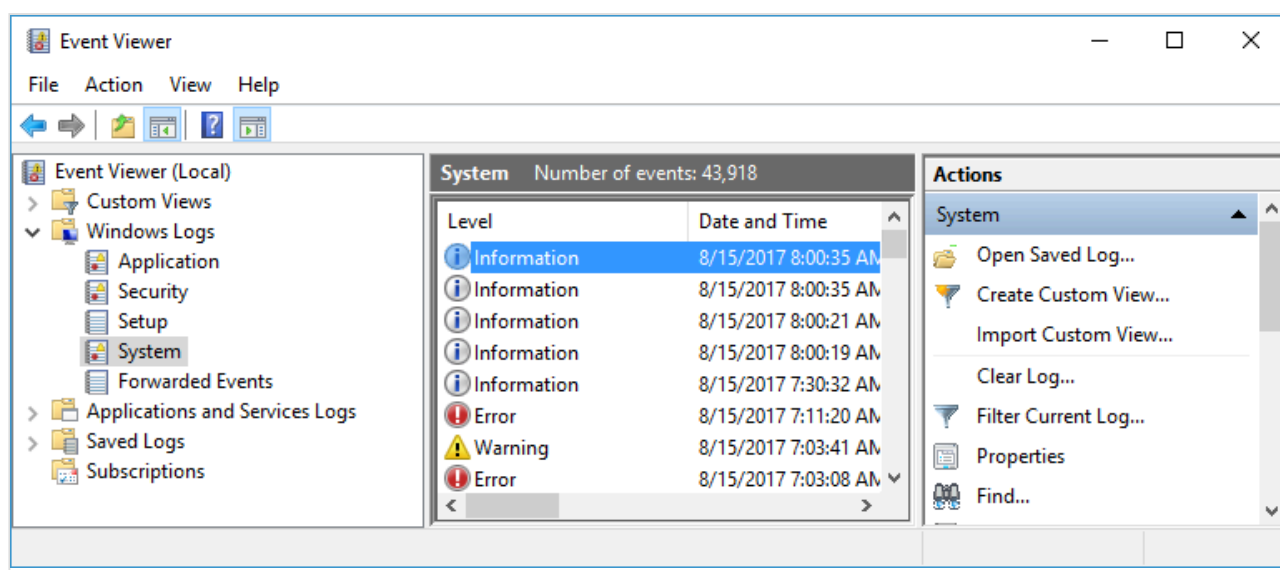 Event Viewer
File Action View Help
Event Viewer (Local)
Custom Views
Windows Logs
Application
Security
Setup
System
Forwarded Events
Applications and Services Logs
Saved Logs
Subscriptions
System Number of events: 43,918
Level Date and Time
Information 8/15/2017 8:00:35 AM
Information 8/15/2017 8:00:35 AM
Information 8/15/2017 8:00:21 AM
Information 8/15/2017 8:00:19 AM
Information 8/15/2017 7:30:32 AM
Error 8/15/2017 7:11:20 AM
Warning 8/15/2017 7:03:41 AM
Error 8/15/2017 7:03:08 AM
Actions
System
Open Saved Log...
Create Custom View...
Import Custom View...
Clear Log...
Filter Current Log...
Properties
Find...